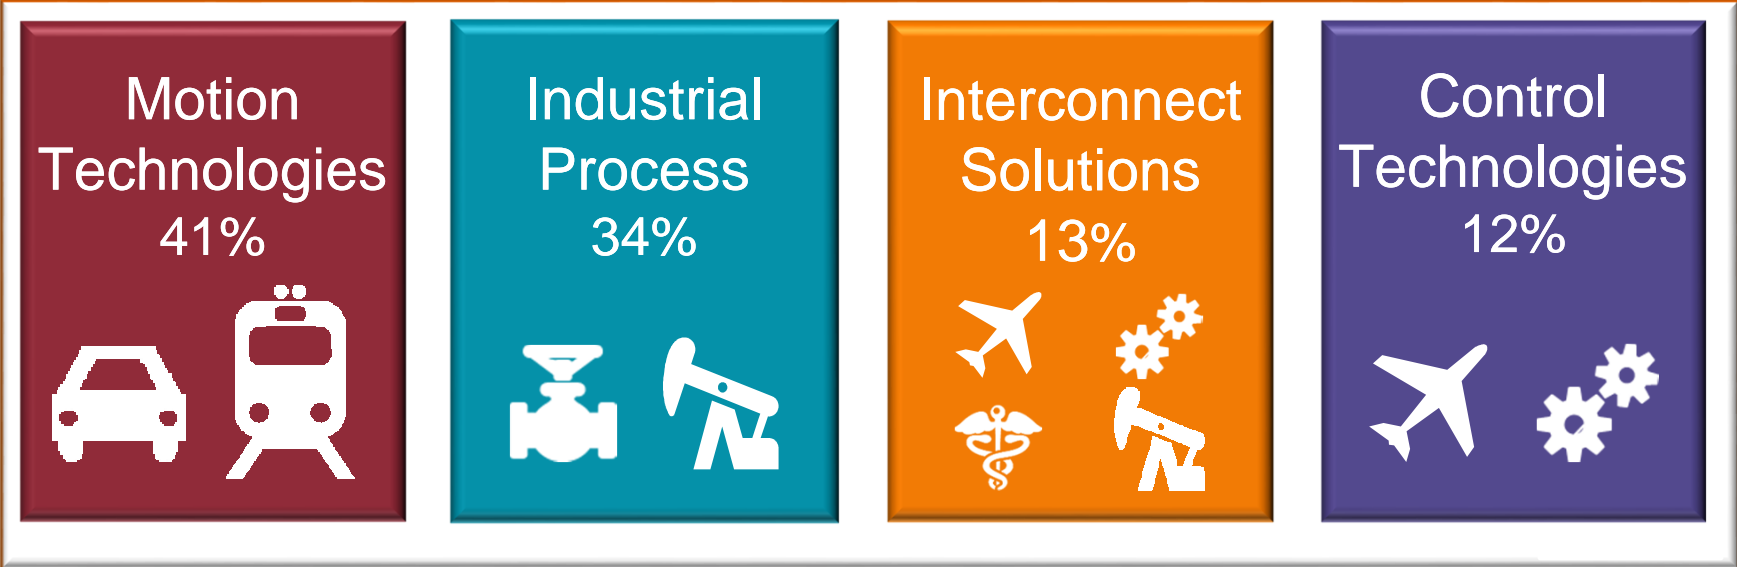 Motion
Technologies
41%
Industrial
Process
34%
Interconnect
Solutions
13%
Control
Technologies
12%